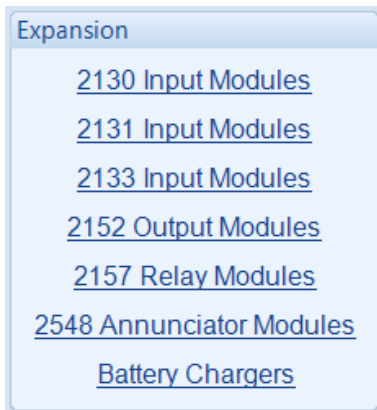 Expansion
2130 Input Modules
2131 Input Modules
2133 Input Modules
2152 Output Modules
2157 Relay Modules
2548 Annunciator Modules
Battery Chargers